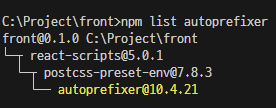 C:\Project\front>npm list autoprefixer
front@0.1.0 C:\Project\front
└── react-scripts@5.0.1
└── postcss-preset-env@7.8.3
└── autoprefixer@10.4.21